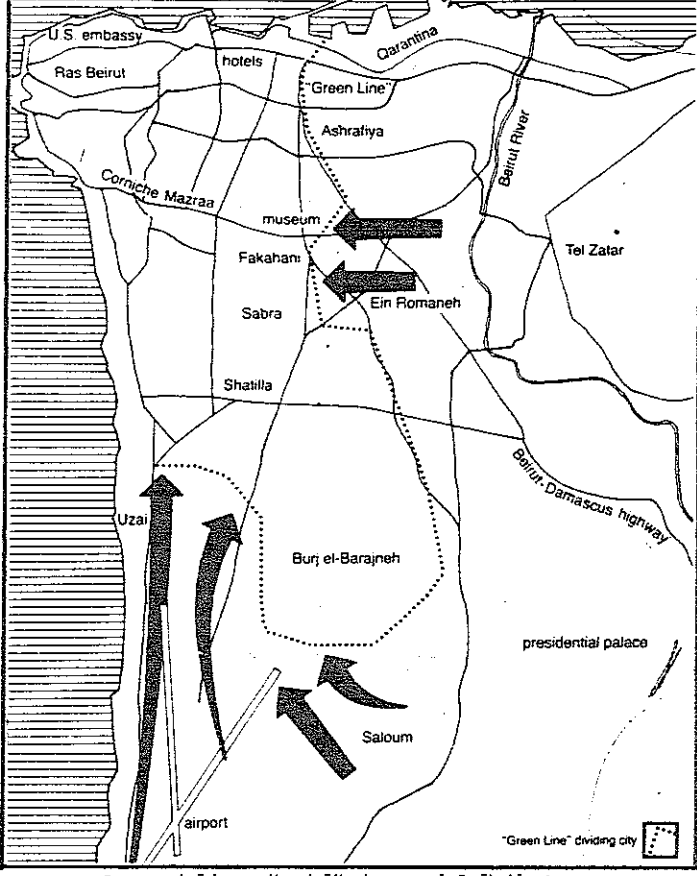 U.S. embassy
Qarantina
hotels
Ras Beirut
"Green Line"
Ashrafiya
Beirut River
Corniche Mazraa
museum
Tel Zatar
Fakahani
Ein Romaneh
Sabra
Shatilla
Beirut-Damascus highway
Uzai
Burj el-Barajneh
presidential palace
Saloum
airport
"Green Line" dividing city